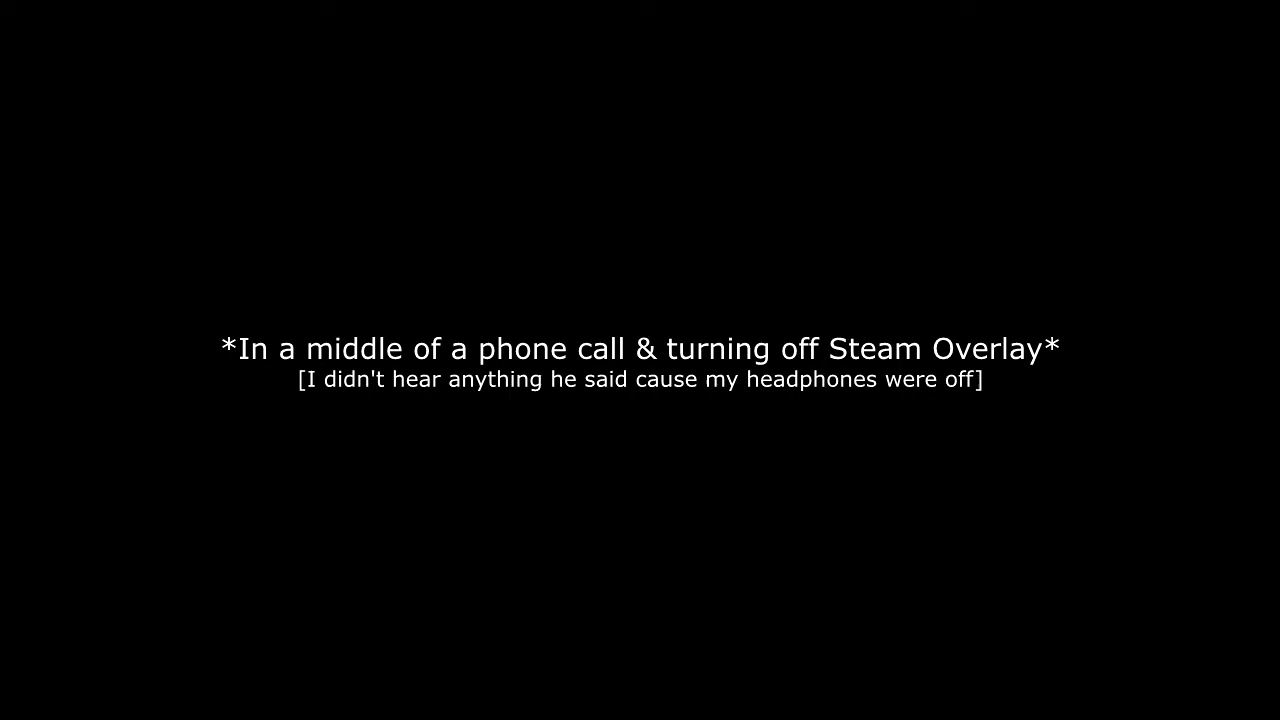 *In a middle of a phone call & turning off Steam Overlay*
[I didn't hear anything he said cause my headphones were off]